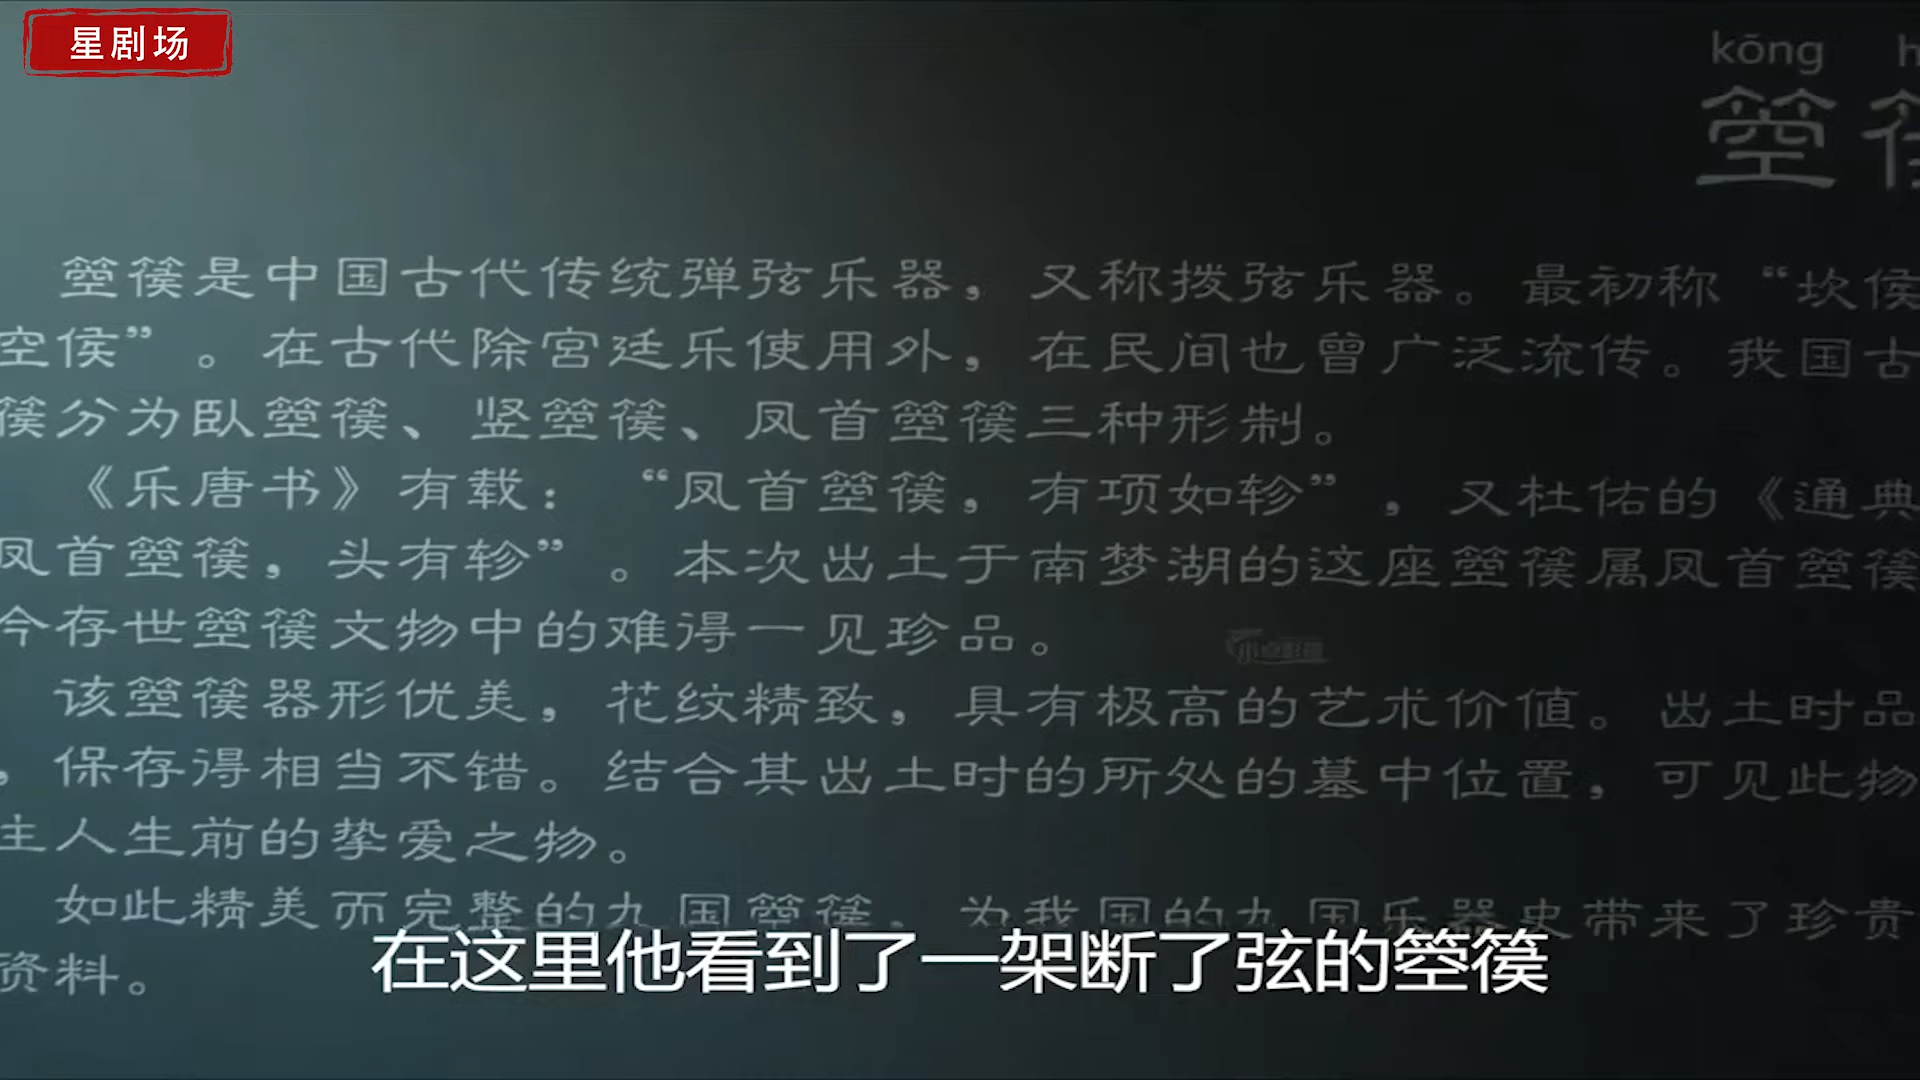 星剧场
kōng h
箜篌
箜篌是中国古代传统弹弦乐器，又称拨弦乐器。最初称“坎侯
空侯”。在古代除宫廷乐使用外，在民间也曾广泛流传。我国古
篌分为卧箜篌、竖箜篌、凤首箜篌三种形制。
《乐唐书》有载：“凤首箜篌，有项如轸”，又杜佑的《通典
凤首箜篌，头有轸”。本次出土于南梦湖的这座箜篌属凤首箜篌
今存世箜篌文物中的难得一见珍品。
该箜篌器形优美，花纹精致，具有极高的艺术价值。出土时品
，保存得相当不错。结合其出土时的所处的墓中位置，可见此物
主人生前的挚爱之物。
如此精美而完整的九国箜篌，为我国的九国乐器史带来了珍贵
资料。
在这里他看到了一架断了弦的箜篌